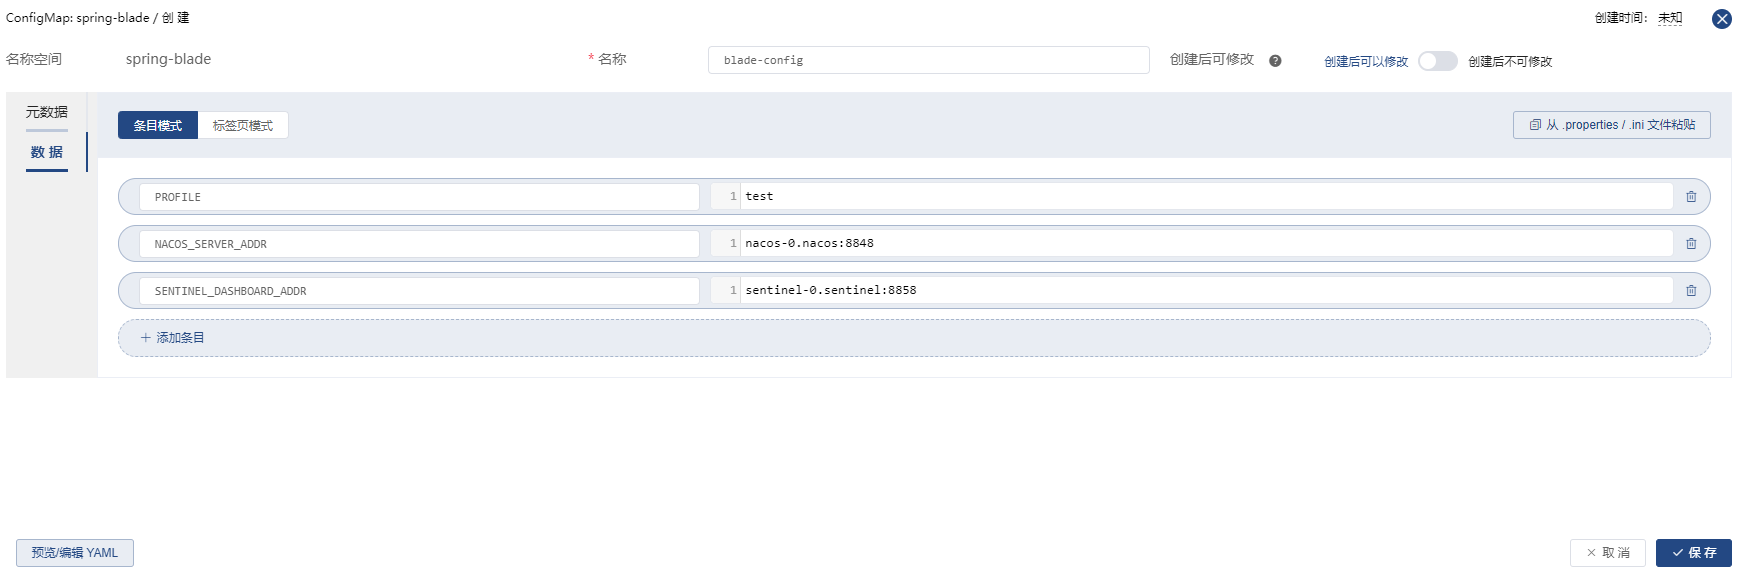 ConfigMap: spring-blade / 创 建
创建时间： 未知
名称空间 spring-blade * 名称 blade-config 创建后可修改 ? 创建后可以修改 创建后不可修改
元数据
数 据
条目模式 标签页模式 从 .properties / .ini 文件粘贴
PROFILE 1 test
NACOS_SERVER_ADDR 1 nacos-0.nacos:8848
SENTINEL_DASHBOARD_ADDR 1 sentinel-0.sentinel:8858
+ 添加条目
预览/编辑 YAML 取 消 保 存